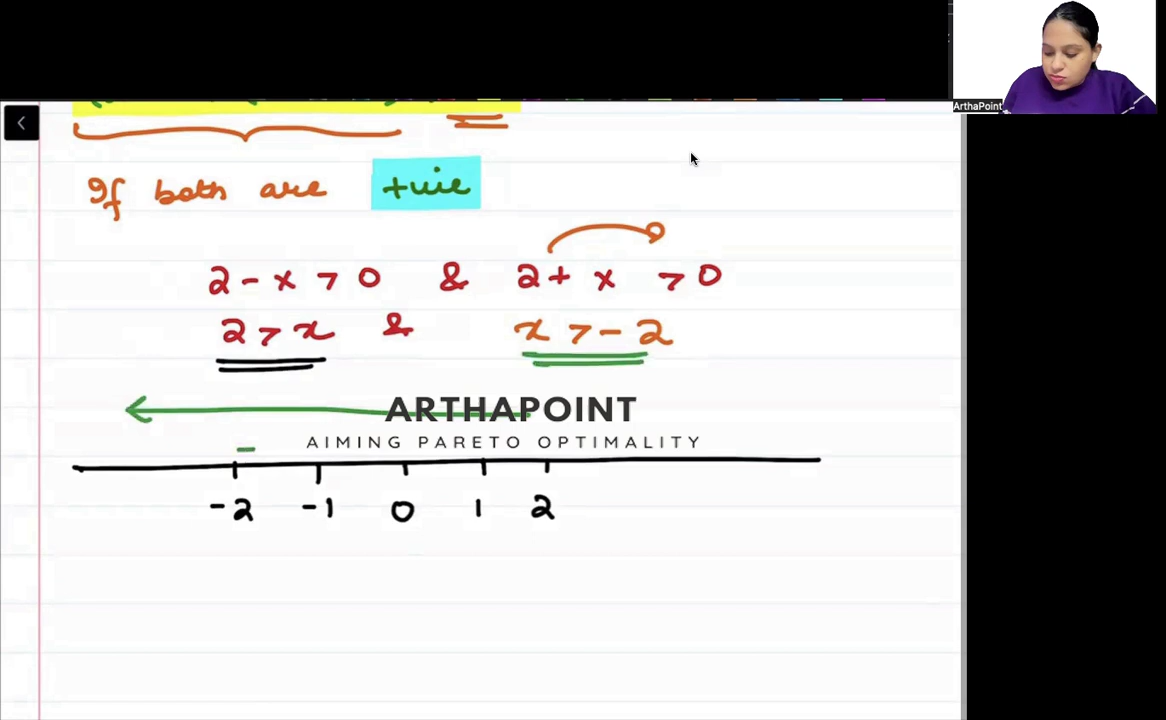 ArthaPoint
If both are +vie
2 - x > 0 & 2 + x > 0
2 > x & x > - 2
ARTHAPOINT
AIMING PARETO OPTIMALITY
-2 -1 0 1 2